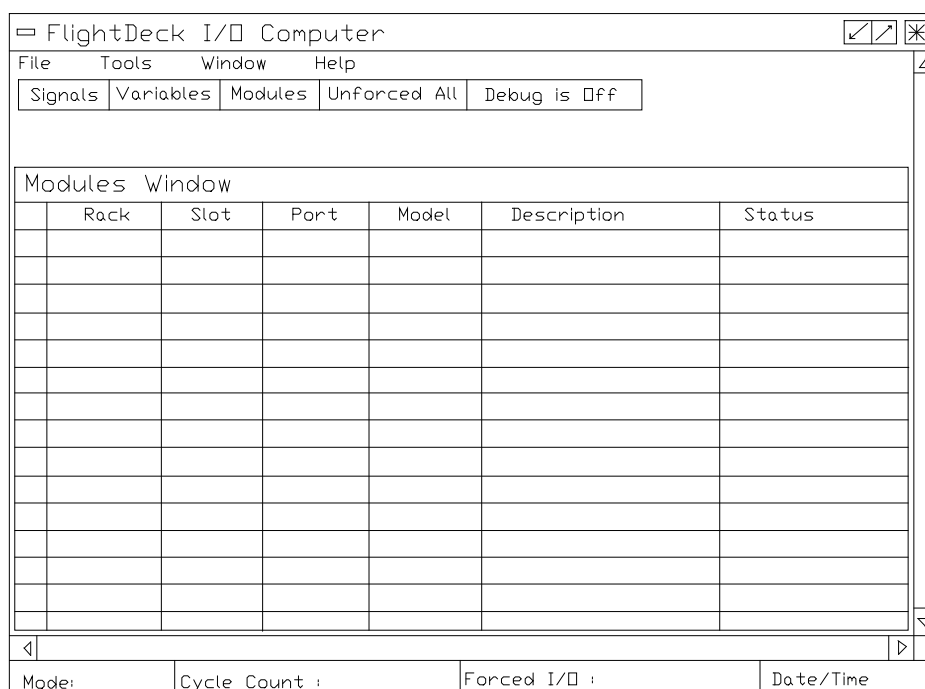 FlightDeck I/O Computer
File Tools Window Help
Signals Variables Modules Unforced All Debug is Off
Modules Window
Rack Slot Port Model Description Status
Mode: Cycle Count : Forced I/O : Date/Time